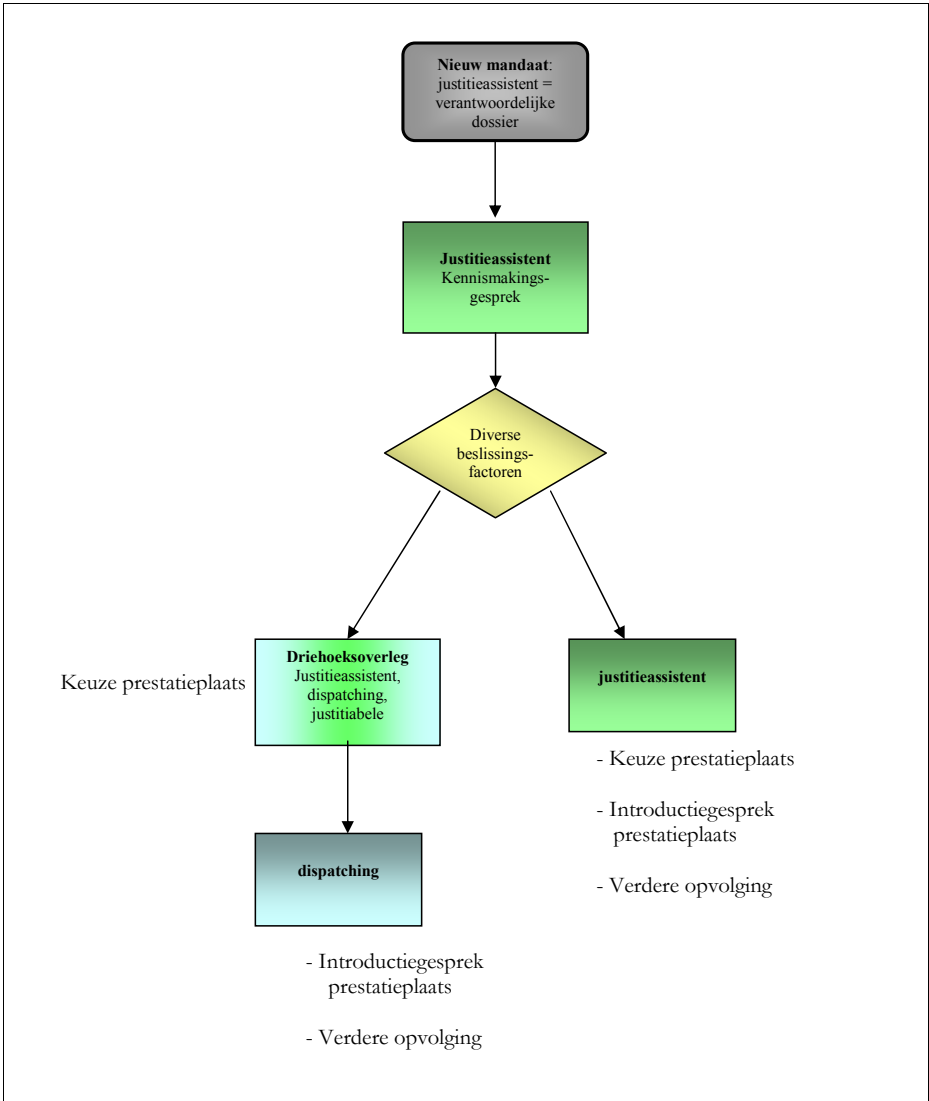 Nieuw mandaat:
justitieassistent =
verantwoordelijke
dossier
Justitieassistent
Kennismakings-
gesprek
Diverse
beslissings-
factoren
Keuze prestatieplaats
Driehoeksoverleg
Justitieassistent,
dispatching,
justitiabele
justitieassistent
- Keuze prestatieplaats
- Introductiegesprek
prestatieplaats
- Verdere opvolging
dispatching
- Introductiegesprek
prestatieplaats
- Verdere opvolging